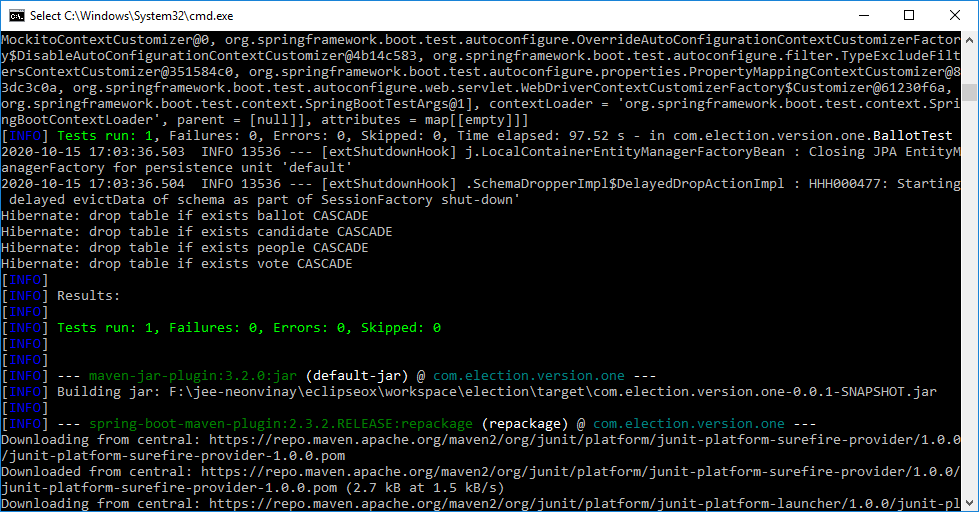 Select C:\Windows\System32\cmd.exe
MockitoContextCustomizer@0, org.springframework.boot.test.autoconfigure.OverrideAutoConfigurationContextCustomizerFactor
y$DisableAutoConfigurationContextCustomizer@4b14c583, org.springframework.boot.test.autoconfigure.filter.TypeExcludeFilt
ersContextCustomizer@351584c0, org.springframework.boot.test.autoconfigure.properties.PropertyMappingContextCustomizer@8
3dc3c0a, org.springframework.boot.test.autoconfigure.web.servlet.WebDriverContextCustomizerFactory$Customizer@61230f6a,
org.springframework.boot.test.context.SpringBootTestArgs@1], contextLoader = 'org.springframework.boot.test.context.Spri
ngBootContextLoader', parent = [null]], attributes = map[[empty]]]
[INFO] Tests run: 1, Failures: 0, Errors: 0, Skipped: 0, Time elapsed: 97.52 s - in com.election.version.one.BallotTest
2020-10-15 17:03:36.503  INFO 13536 --- [extShutdownHook] j.LocalContainerEntityManagerFactoryBean : Closing JPA EntityM
anagerFactory for persistence unit 'default'
2020-10-15 17:03:36.504  INFO 13536 --- [extShutdownHook] .SchemaDropperImpl$DelayedDropActionImpl : HHH000477: Starting
 delayed evictData of schema as part of SessionFactory shut-down'
Hibernate: drop table if exists ballot CASCADE
Hibernate: drop table if exists candidate CASCADE
Hibernate: drop table if exists people CASCADE
Hibernate: drop table if exists vote CASCADE
[INFO]
[INFO] Results:
[INFO]
[INFO] Tests run: 1, Failures: 0, Errors: 0, Skipped: 0
[INFO]
[INFO]
[INFO] --- maven-jar-plugin:3.2.0:jar (default-jar) @ com.election.version.one ---
[INFO] Building jar: F:\jee-neonvinay\eclipseox\workspace\election\target\com.election.version.one-0.0.1-SNAPSHOT.jar
[INFO]
[INFO] --- spring-boot-maven-plugin:2.3.2.RELEASE:repackage (repackage) @ com.election.version.one ---
Downloading from central: https://repo.maven.apache.org/maven2/org/junit/platform/junit-platform-surefire-provider/1.0.0
/junit-platform-surefire-provider-1.0.0.pom
Downloaded from central: https://repo.maven.apache.org/maven2/org/junit/platform/junit-platform-surefire-provider/1.0.0/
junit-platform-surefire-provider-1.0.0.pom (2.7 kB at 1.5 kB/s)
Downloading from central: https://repo.maven.apache.org/maven2/org/junit/platform/junit-platform-launcher/1.0.0/junit-pl